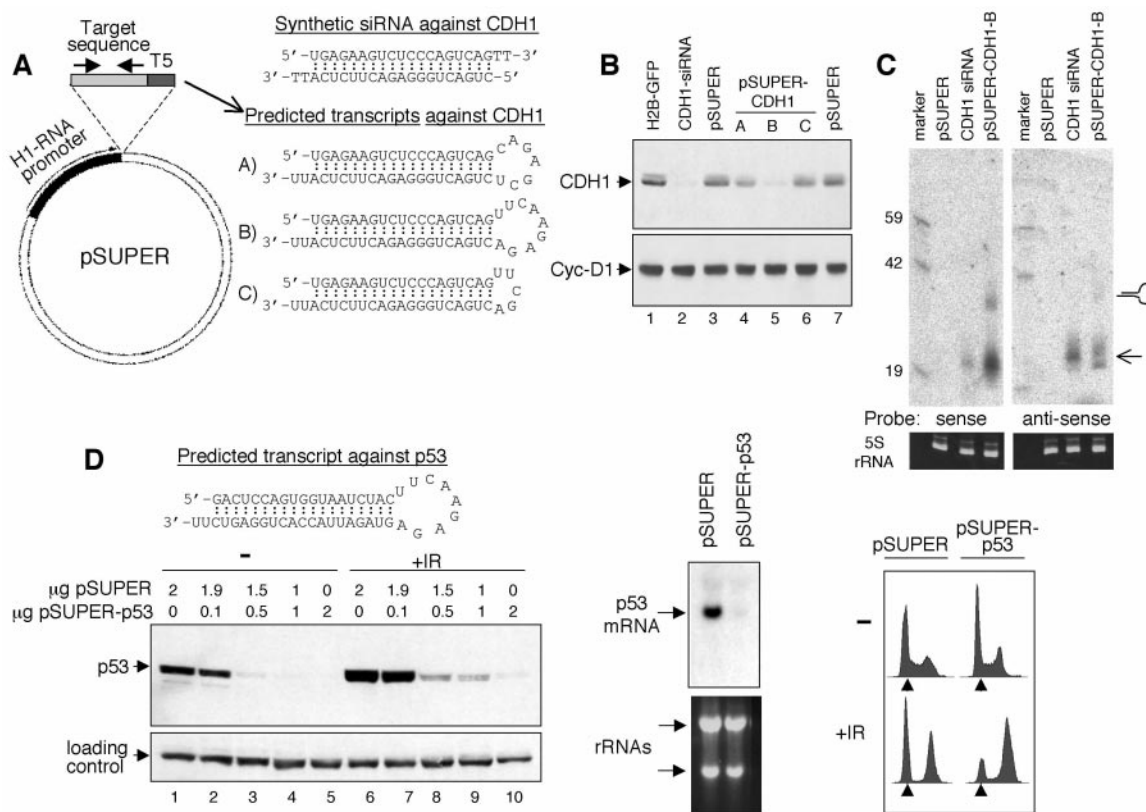 A
Target
sequence
T5
H1-RNA
promoter
pSUPER
Synthetic siRNA against CDH1
5'-UGAGAAGUCUCCCAGUCAGTT-3'
3'-TTACUCUUCAGAGGGUCAGUC-5'
Predicted transcripts against CDH1
A)
5'-UGAGAAGUCUCCCAGUCAG
CAGA
3'-UUACUCUUCAGAGGGUCAGUC
UCG
B)
5'-UGAGAAGUCUCCCAGUCAG
UUCAAGAGA
3'-UUACUCUUCAGAGGGUCAGUC
C)
5'-UGAGAAGUCUCCCAGUCAG
UUCG
3'-UUACUCUUCAGAGGGUCAGUC
AG
B
H2B-GFP
CDH1-siRNA
pSUPER
pSUPER-
CDH1
A B C
pSUPER
CDH1
Cyc-D1
1 2 3 4 5 6 7
C
marker
pSUPER
CDH1 siRNA
pSUPER-CDH1-B
marker
pSUPER
CDH1 siRNA
pSUPER-CDH1-B
59
42
19
Probe: sense anti-sense
5S
rRNA
D
Predicted transcript against p53
5'-GACUCCAGUGGUAAUCUAC
UUCAAGAGA
3'-UUCUGAGGUCACCAUUAGAUG
– +IR
µg pSUPER 2 1.9 1.5 1 0 2 1.9 1.5 1 0
µg pSUPER-p53 0 0.1 0.5 1 2 0 0.1 0.5 1 2
p53
loading
control
1 2 3 4 5 6 7 8 9 10
pSUPER
pSUPER-p53
p53
mRNA
rRNAs
pSUPER
pSUPER-
p53
–
+IR